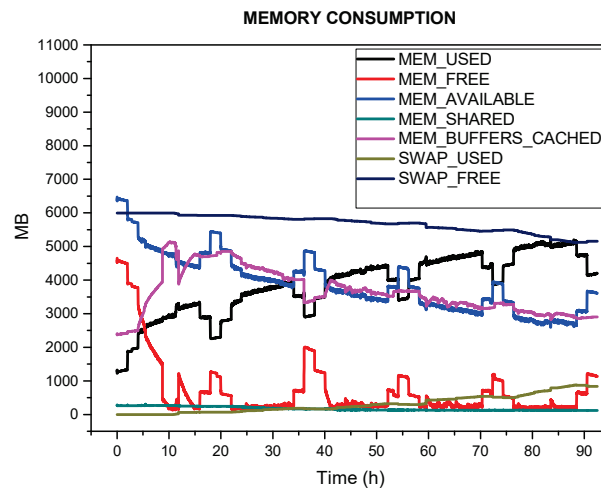 MEMORY CONSUMPTION
MEM_USED
MEM_FREE
MEM_AVAILABLE
MEM_SHARED
MEM_BUFFERS_CACHED
SWAP_USED
SWAP_FREE
MB
11000
10000
9000
8000
7000
6000
5000
4000
3000
2000
1000
0
0 10 20 30 40 50 60 70 80 90
Time (h)